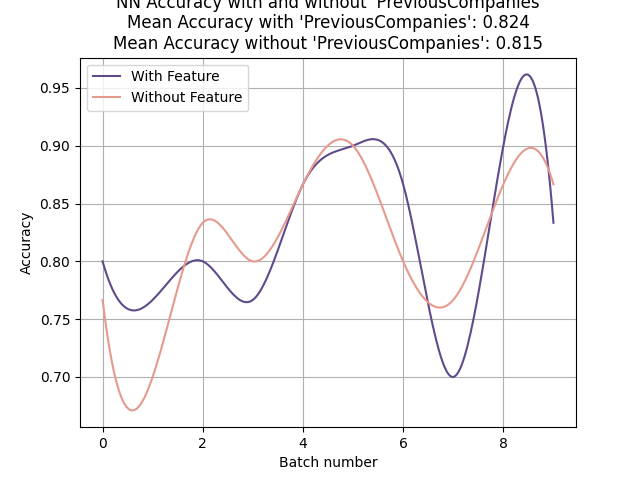 NN Accuracy with and without 'PreviousCompanies'
Mean Accuracy with 'PreviousCompanies': 0.824
Mean Accuracy without 'PreviousCompanies': 0.815
With Feature
Without Feature
Accuracy
0.95
0.90
0.85
0.80
0.75
0.70
0 2 4 6 8
Batch number